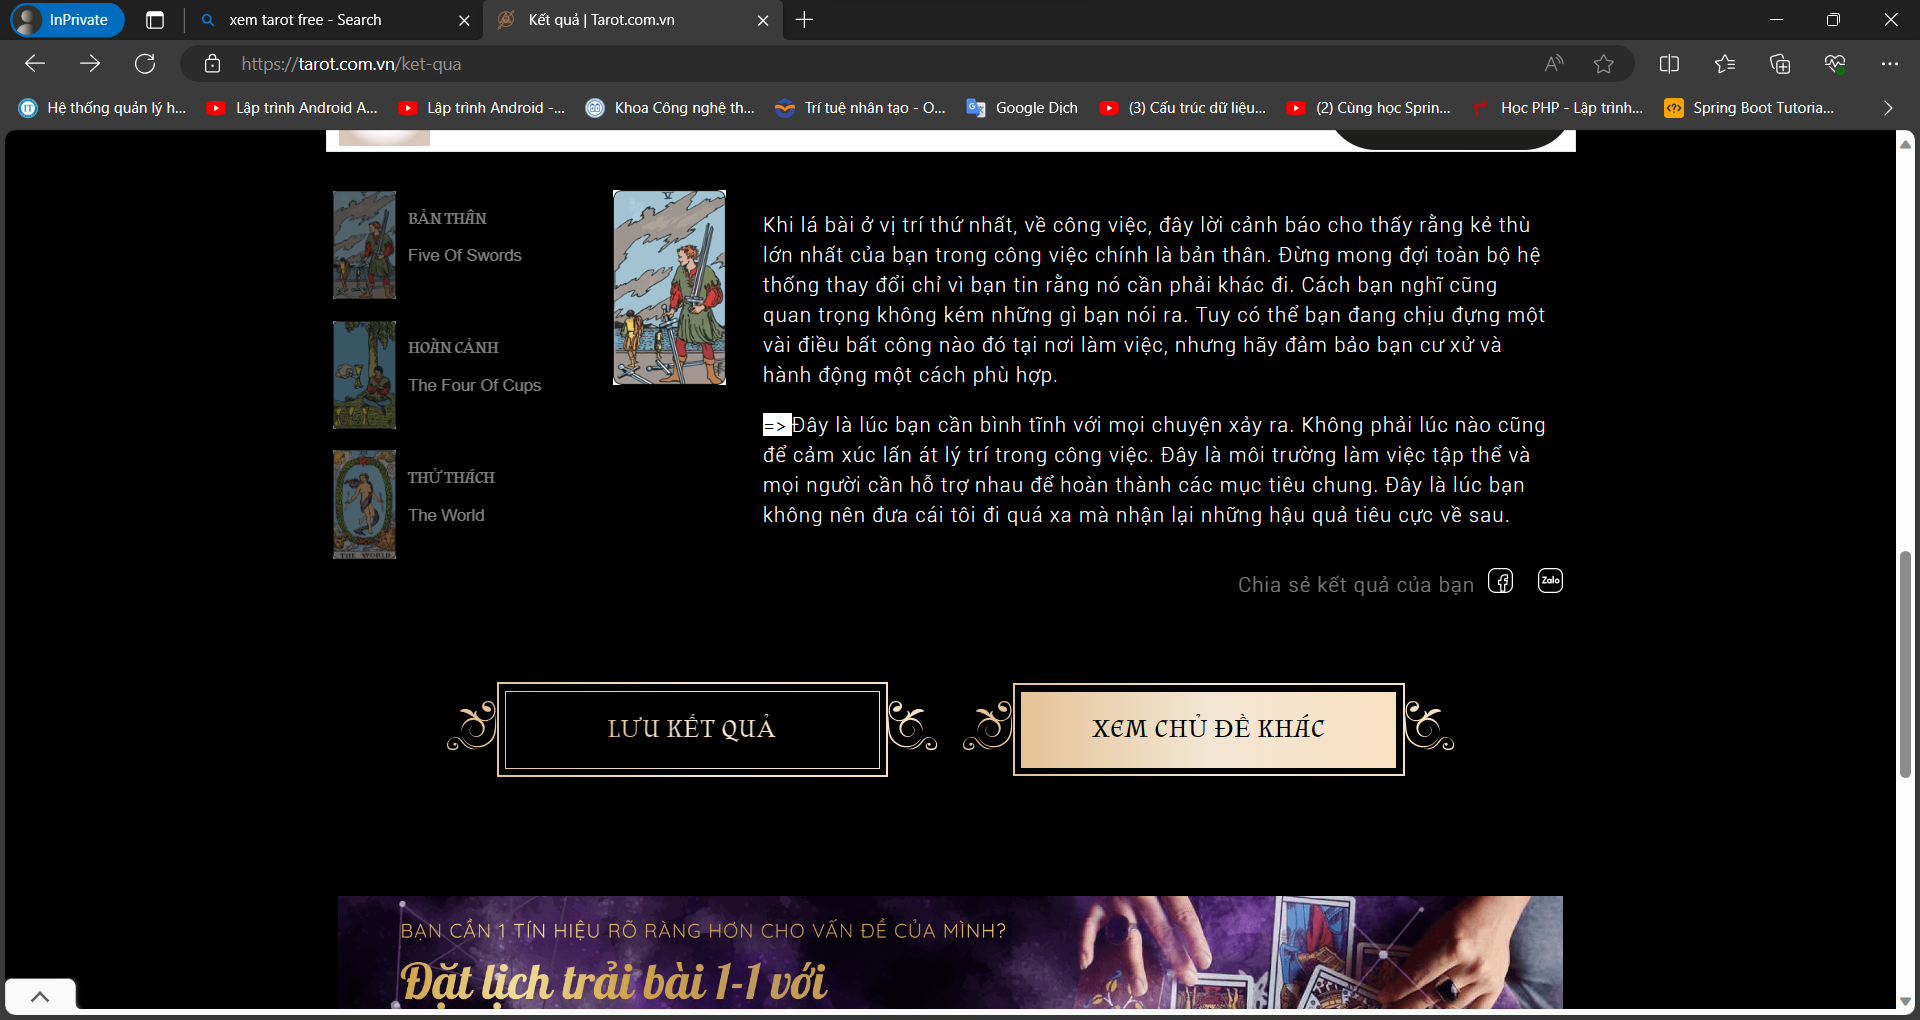 InPrivate
xem tarot free - Search
Kết quả | Tarot.com.vn
https://tarot.com.vn/ket-qua
Hệ thống quản lý h...
Lập trình Android A...
Lập trình Android -...
Khoa Công nghệ th...
Trí tuệ nhân tạo - O...
Google Dịch
(3) Cấu trúc dữ liệu...
(2) Cùng học Sprin...
Học PHP - Lập trình...
Spring Boot Tutoria...
BẢN THÂN
Five Of Swords
HOÀN CẢNH
The Four Of Cups
THỬ THÁCH
The World
THE WORLD
V
Khi lá bài ở vị trí thứ nhất, về công việc, đây lời cảnh báo cho thấy rằng kẻ thù
lớn nhất của bạn trong công việc chính là bản thân. Đừng mong đợi toàn bộ hệ
thống thay đổi chỉ vì bạn tin rằng nó cần phải khác đi. Cách bạn nghĩ cũng
quan trọng không kém những gì bạn nói ra. Tuy có thể bạn đang chịu đựng một
vài điều bất công nào đó tại nơi làm việc, nhưng hãy đảm bảo bạn cư xử và
hành động một cách phù hợp.
=> Đây là lúc bạn cần bình tĩnh với mọi chuyện xảy ra. Không phải lúc nào cũng
để cảm xúc lấn át lý trí trong công việc. Đây là môi trường làm việc tập thể và
mọi người cần hỗ trợ nhau để hoàn thành các mục tiêu chung. Đây là lúc bạn
không nên đưa cái tôi đi quá xa mà nhận lại những hậu quả tiêu cực về sau.
Chia sẻ kết quả của bạn
Zalo
LƯU KẾT QUẢ
XEM CHỦ ĐỀ KHÁC
BẠN CẦN 1 TÍN HIỆU RÕ RÀNG HƠN CHO VẤN ĐỀ CỦA MÌNH?
Đặt lịch trải bài 1-1 với